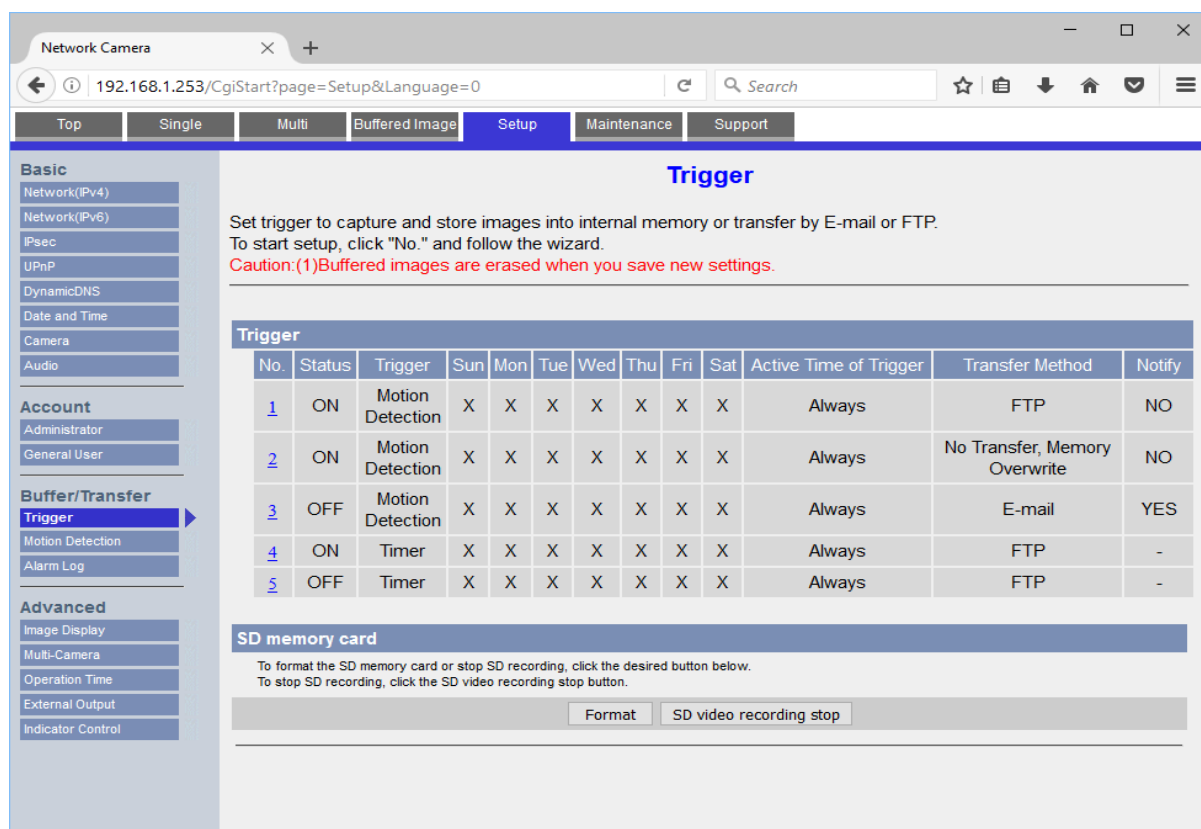 Network Camera
192.168.1.253/CgiStart?page=Setup&Language=0
Search
Top Single Multi Buffered Image Setup Maintenance Support
Basic
Network(IPv4)
Network(IPv6)
IPsec
UPnP
DynamicDNS
Date and Time
Camera
Audio
Account
Administrator
General User
Buffer/Transfer
Trigger
Motion Detection
Alarm Log
Advanced
Image Display
Multi-Camera
Operation Time
External Output
Indicator Control
Trigger
Set trigger to capture and store images into internal memory or transfer by E-mail or FTP.
To start setup, click "No." and follow the wizard.
Caution:(1)Buffered images are erased when you save new settings.
Trigger
No. Status Trigger Sun Mon Tue Wed Thu Fri Sat Active Time of Trigger Transfer Method Notify
1 ON Motion Detection X X X X X X X Always FTP NO
2 ON Motion Detection X X X X X X X Always No Transfer, Memory Overwrite NO
3 OFF Motion Detection X X X X X X X Always E-mail YES
4 ON Timer X X X X X X X Always FTP -
5 OFF Timer X X X X X X X Always FTP -
SD memory card
To format the SD memory card or stop SD recording, click the desired button below.
To stop SD recording, click the SD video recording stop button.
Format SD video recording stop